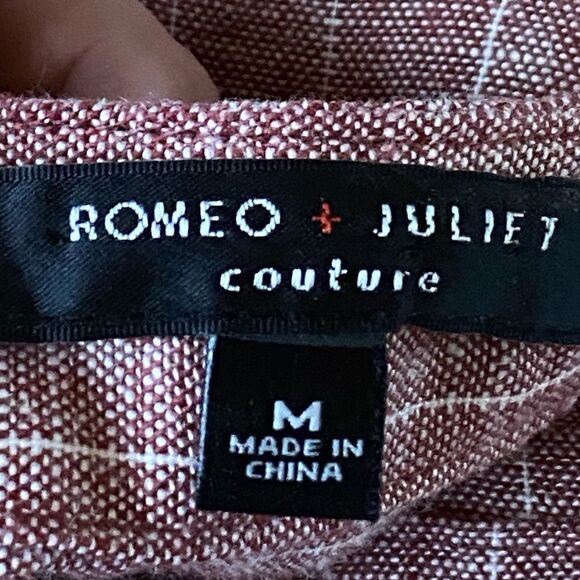 ROMEO + JULIET
couture
M
MADE IN
CHINA